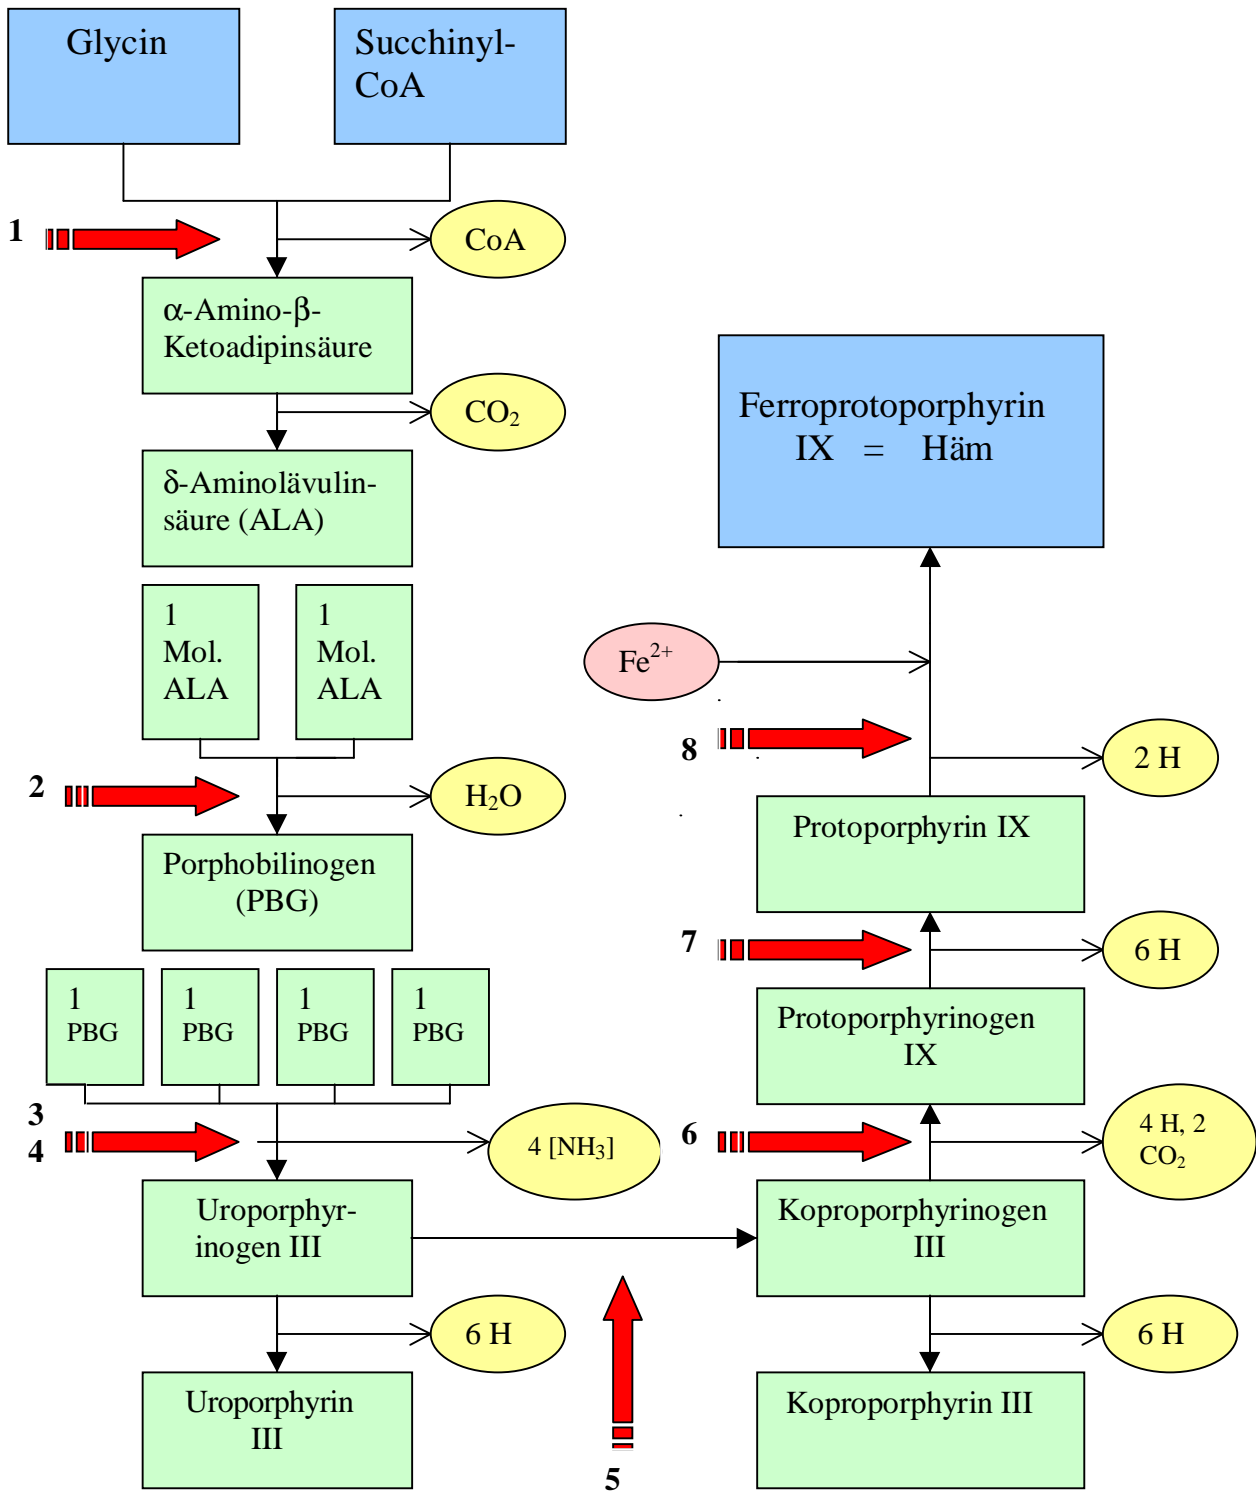 Glycin
Succhinyl-
CoA
1
CoA
α-Amino-β-
Ketoadipinsäure
CO₂
δ-Aminolävulin-
säure (ALA)
1
Mol.
ALA
1
Mol.
ALA
2
H₂O
Porphobilinogen
(PBG)
1
PBG
1
PBG
1
PBG
1
PBG
3
4
4 [NH₃]
Uroporphyr-
inogen III
6 H
Uroporphyrin
III
5
Ferroprotoporphyrin
IX = Häm
Fe²⁺
8
2 H
Protoporphyrin IX
7
6 H
Protoporphyrinogen
IX
6
4 H, 2
CO₂
Koproporphyrinogen
III
6 H
Koproporphyrin III